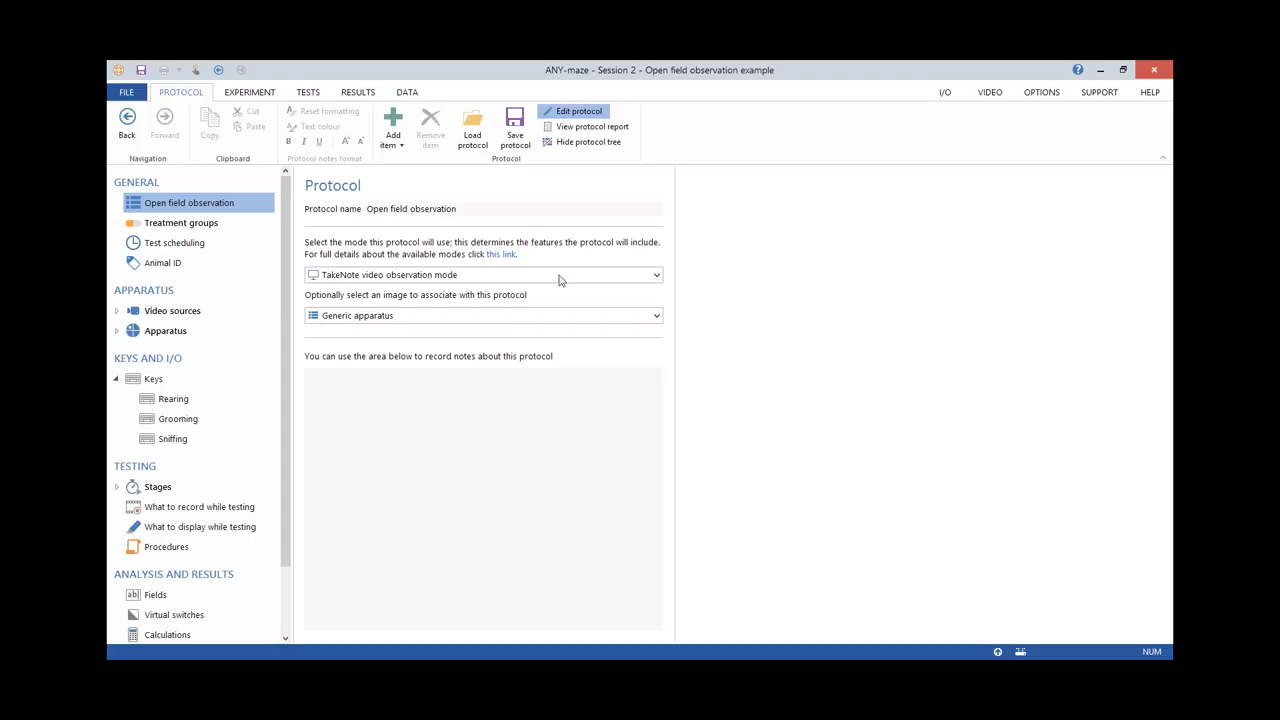 ANY-maze - Session 2 - Open field observation example
FILE PROTOCOL EXPERIMENT TESTS RESULTS DATA I/O VIDEO OPTIONS SUPPORT HELP
Back Forward Navigation
Copy Cut Paste Clipboard
Reset formatting
Text colour
B I U A A
Protocol notes format
Add item
Remove item
Load protocol
Save protocol
Edit protocol
View protocol report
Hide protocol tree
Protocol
GENERAL
Open field observation
Treatment groups
Test scheduling
Animal ID
APPARATUS
Video sources
Apparatus
KEYS AND I/O
Keys
Rearing
Grooming
Sniffing
TESTING
Stages
What to record while testing
What to display while testing
Procedures
ANALYSIS AND RESULTS
Fields
Virtual switches
Calculations
Protocol
Protocol name Open field observation
Select the mode this protocol will use; this determines the features the protocol will include.
For full details about the available modes click this link.
TakeNote video observation mode
Optionally select an image to associate with this protocol
Generic apparatus
You can use the area below to record notes about this protocol
NUM